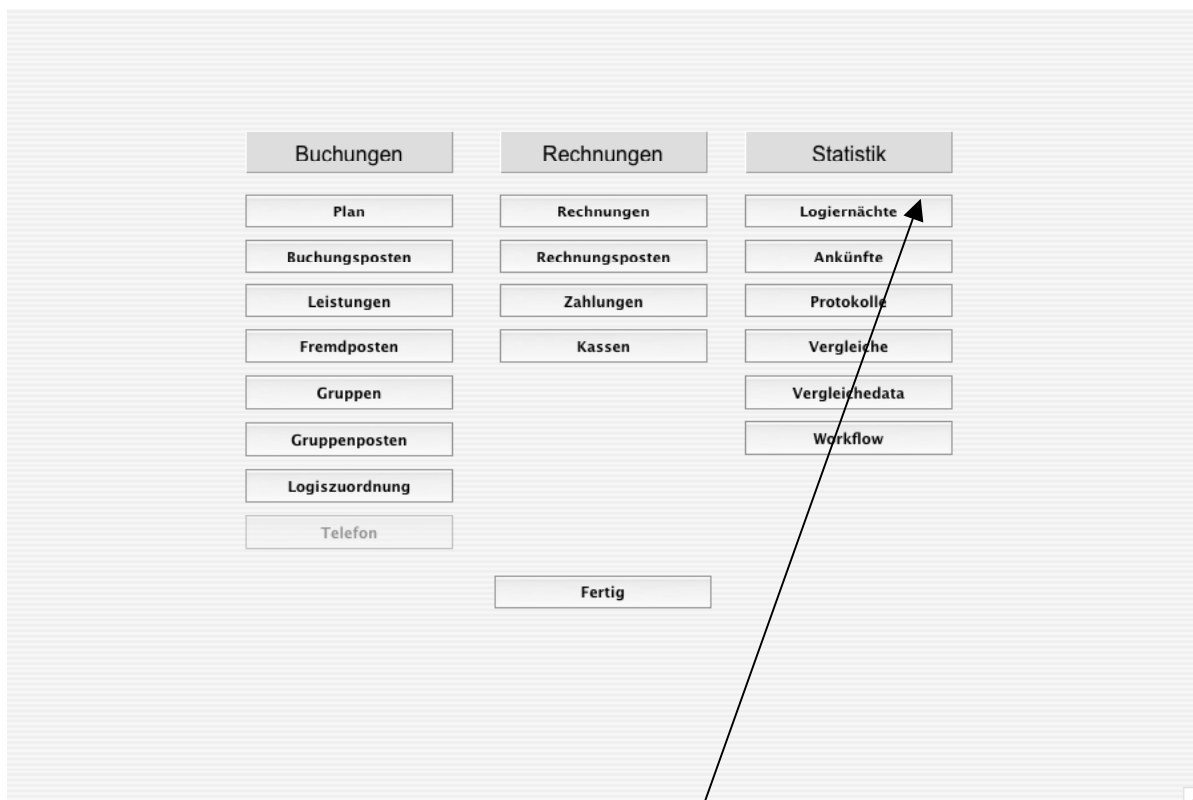 Buchungen
Plan
Buchungsposten
Leistungen
Fremdposten
Gruppen
Gruppenposten
Logiszuordnung
Telefon
Rechnungen
Rechnungen
Rechnungsposten
Zahlungen
Kassen
Statistik
Logiernächte
Ankünfte
Protokolle
Vergleiche
Vergleichedata
Workflow
Fertig